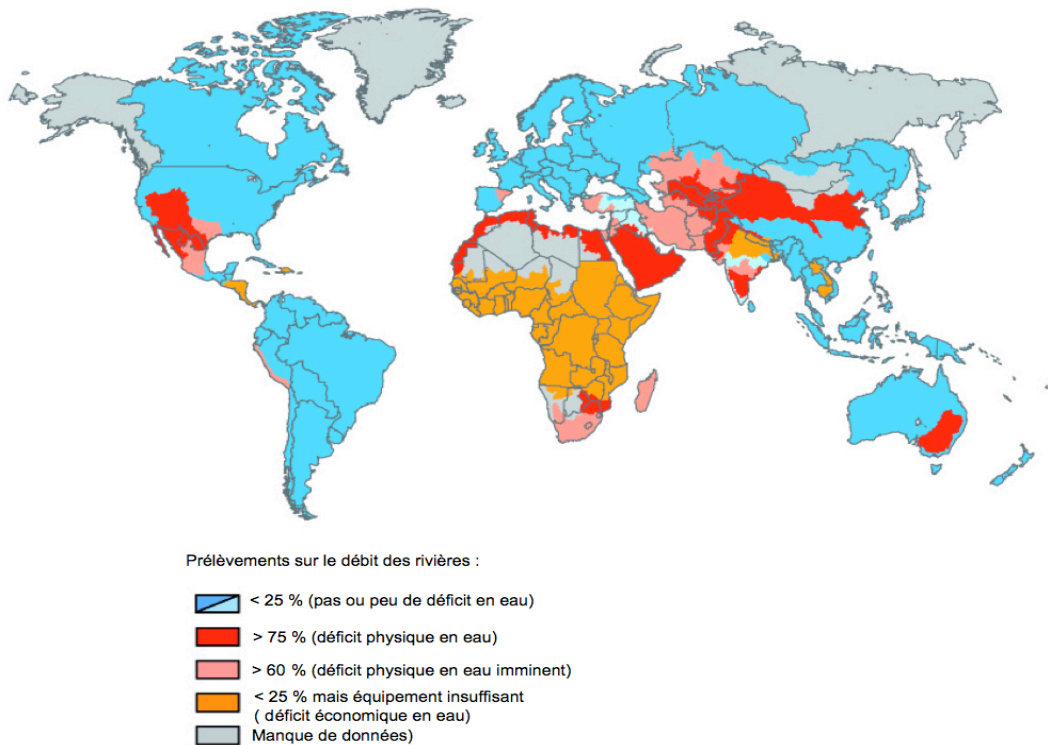 Prélèvements sur le débit des rivières :
< 25 % (pas ou peu de déficit en eau)
> 75 % (déficit physique en eau)
> 60 % (déficit physique en eau imminent)
< 25 % mais équipement insuffisant
( déficit économique en eau)
Manque de données)